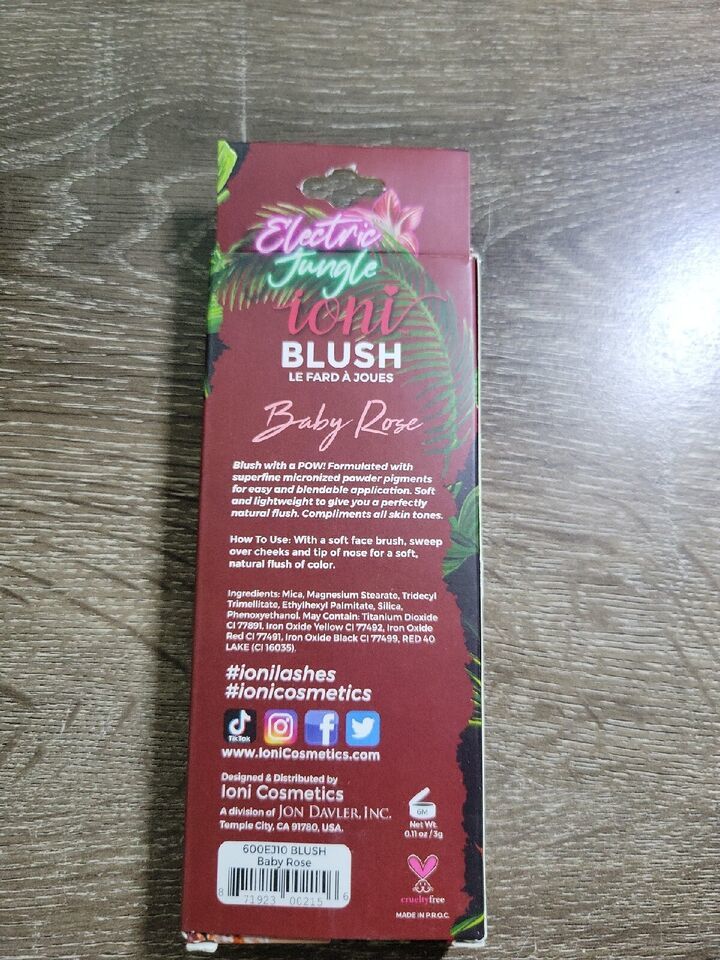 Electric
Jungle
ioni
BLUSH
LE FARD À JOUES
Baby Rose
Blush with a POW! Formulated with
superfine micronized powder pigments
for easy and blendable application. Soft
and lightweight to give you a perfectly
natural flush. Compliments all skin tones.
How To Use: With a soft face brush, sweep
over cheeks and tip of nose for a soft,
natural flush of color.
Ingredients: Mica, Magnesium Stearate, Tridecyl
Trimellitate, Ethylhexyl Palmitate, Silica,
Phenoxyethanol. May Contain: Titanium Dioxide
CI 77891, Iron Oxide Yellow CI 77492, Iron Oxide
Red CI 77491, Iron Oxide Black CI 77499, RED 40
LAKE (CI 16035).
#ionilashes
#ionicosmetics
TikTok
www.IoniCosmetics.com
Designed & Distributed by
Ioni Cosmetics
A division of JON DAVLER, INC.
Temple City, CA 91780, USA.
6M
Net Wt.
0.11 oz / 3g
600EJ10 BLUSH
Baby Rose
8 71923 00215 6
crueltyfree
MADE IN P.R.O.C.